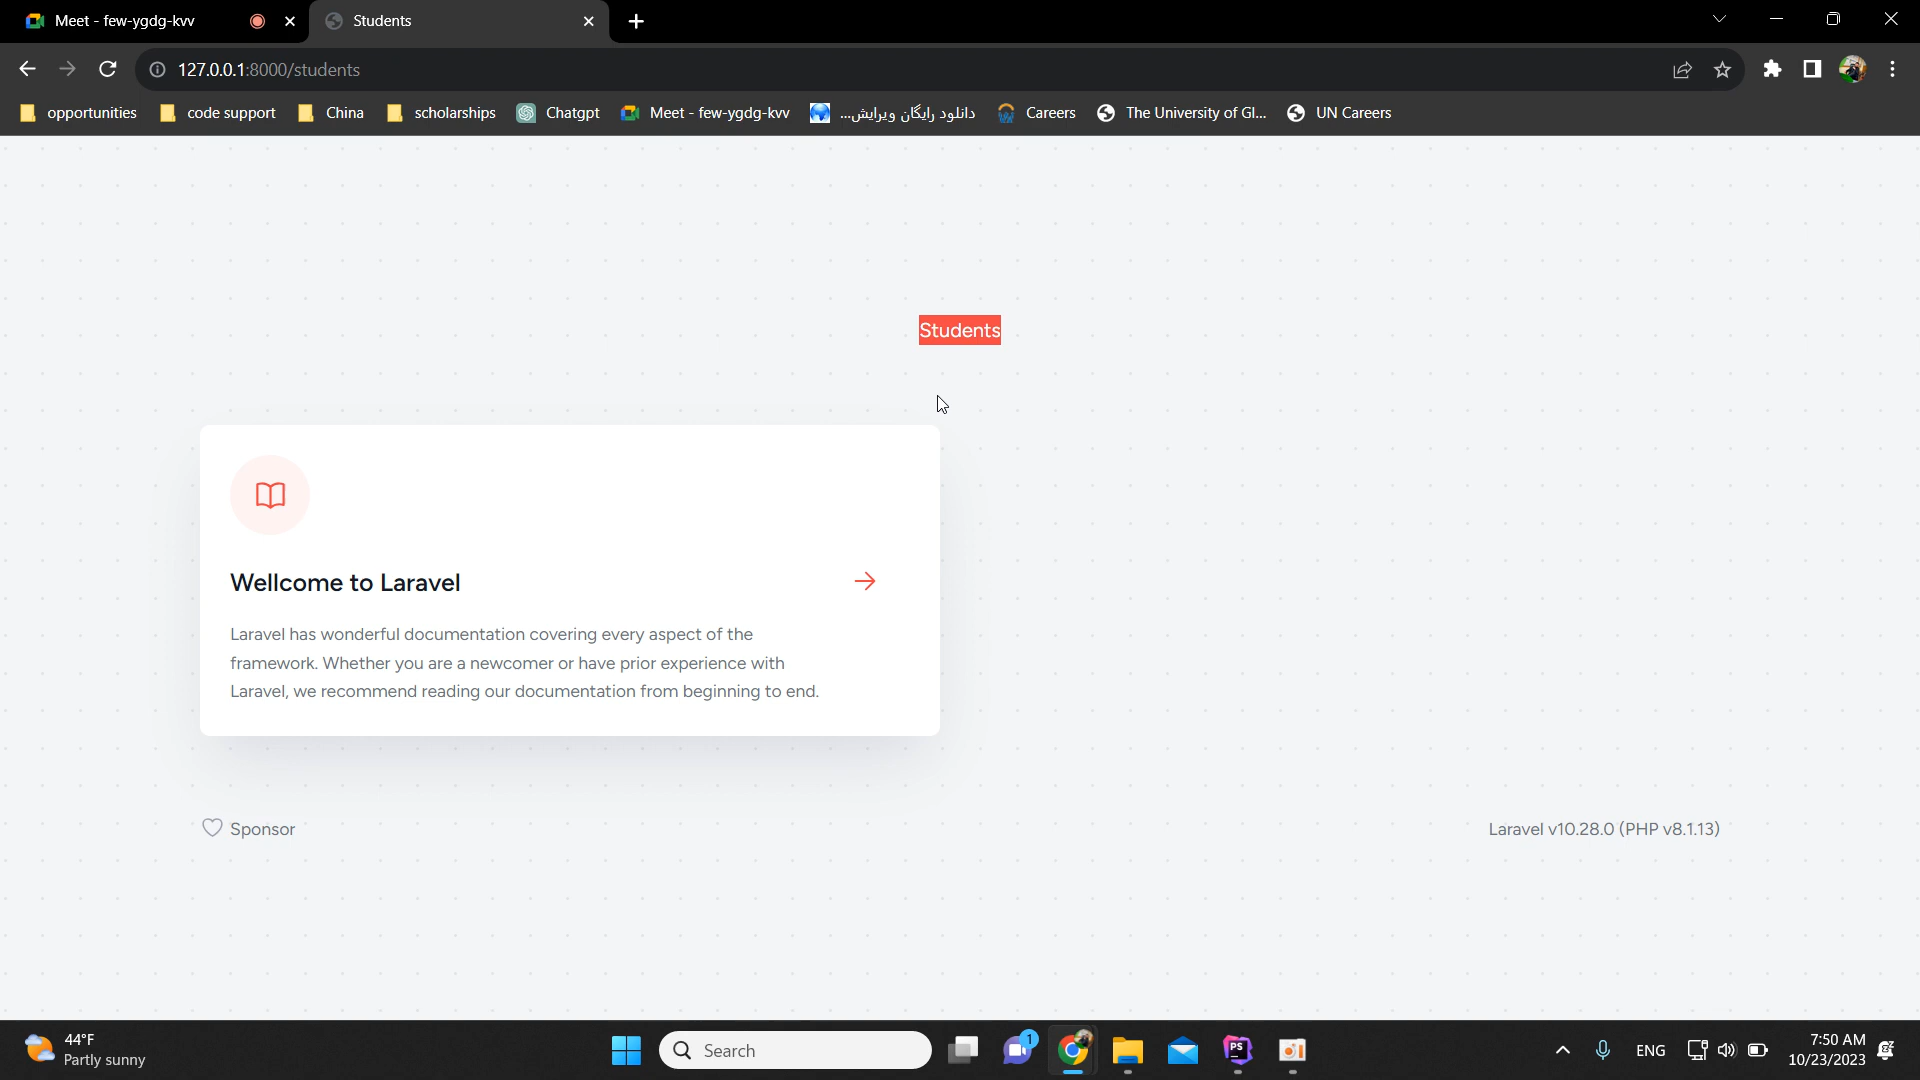 Meet - few-ygdg-kvv
Students
127.0.0.1:8000/students
opportunities
code support
China
scholarships
Chatgpt
Meet - few-ygdg-kvv
دانلود رایگان ویرایش...
Careers
The University of Gl...
UN Careers
Students
Wellcome to Laravel
Laravel has wonderful documentation covering every aspect of the
framework. Whether you are a newcomer or have prior experience with
Laravel, we recommend reading our documentation from beginning to end.
Sponsor
Laravel v10.28.0 (PHP v8.1.13)
44°F
Partly sunny
Search
1
PS
ENG
7:50 AM
10/23/2023